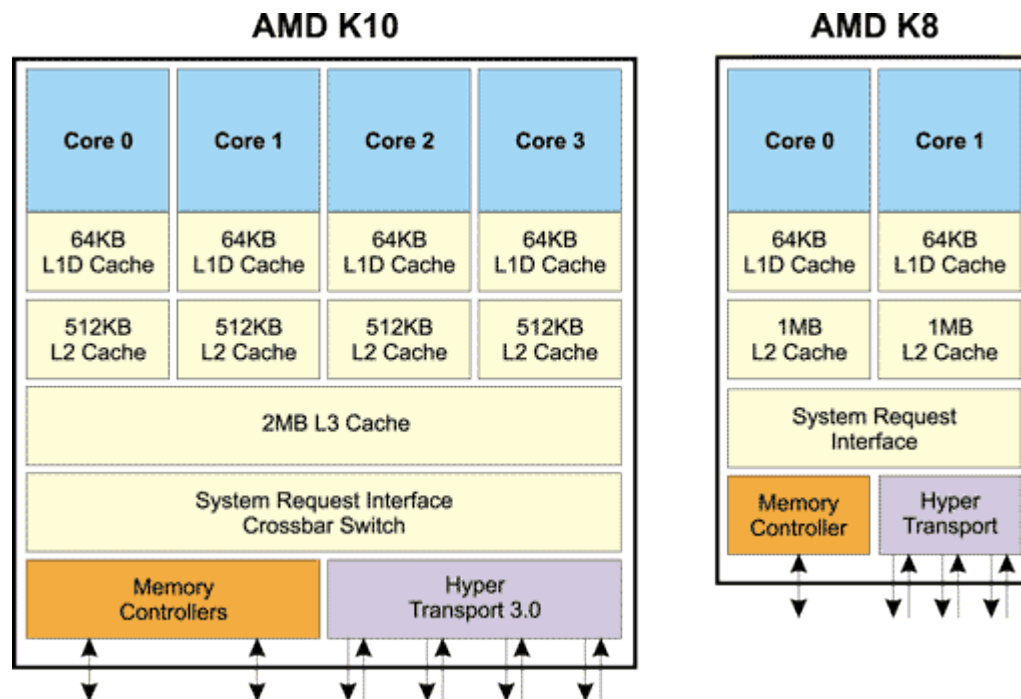 AMD K10
Core 0
Core 1
Core 2
Core 3
64KB
L1D Cache
64KB
L1D Cache
64KB
L1D Cache
64KB
L1D Cache
512KB
L2 Cache
512KB
L2 Cache
512KB
L2 Cache
512KB
L2 Cache
2MB L3 Cache
System Request Interface
Crossbar Switch
Memory
Controllers
Hyper
Transport 3.0
AMD K8
Core 0
Core 1
64KB
L1D Cache
64KB
L1D Cache
1MB
L2 Cache
1MB
L2 Cache
System Request
Interface
Memory
Controller
Hyper
Transport